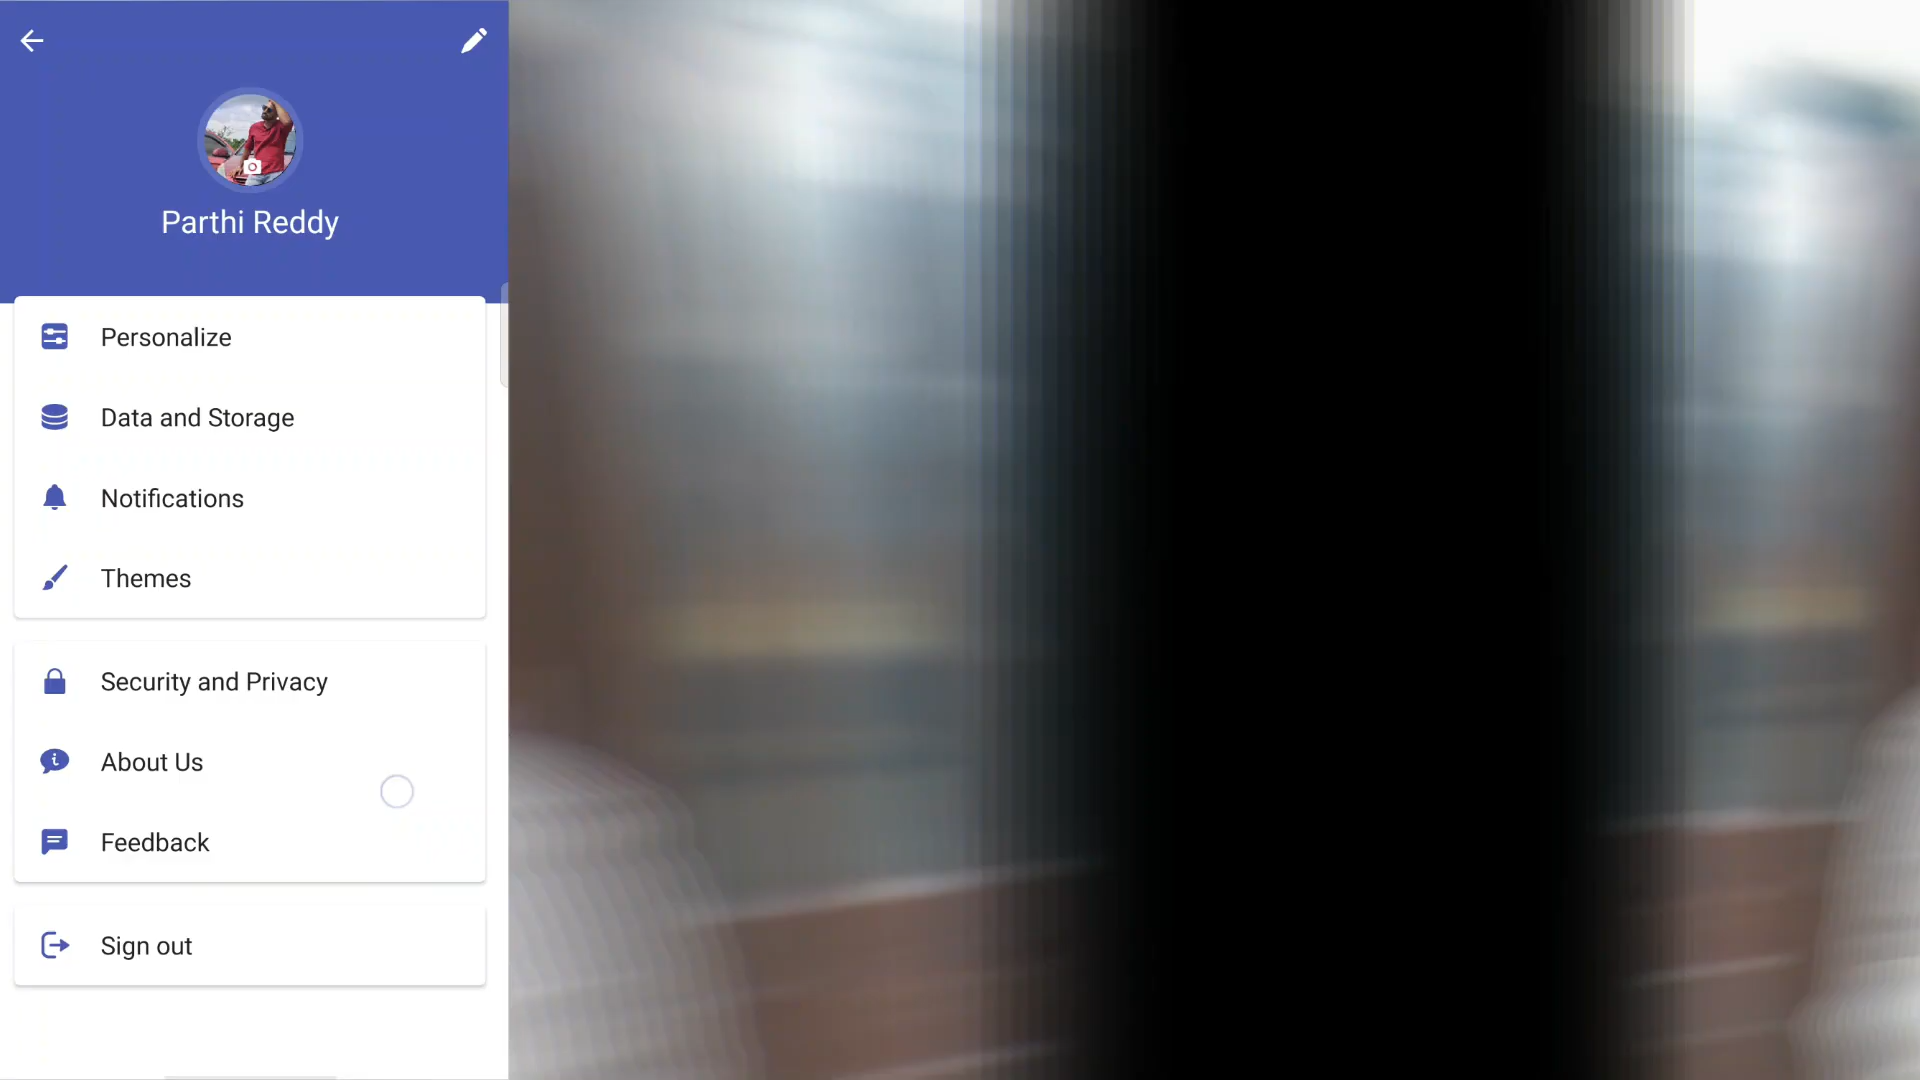 Parthi Reddy
Personalize
Data and Storage
Notifications
Themes
Security and Privacy
About Us
Feedback
Sign out